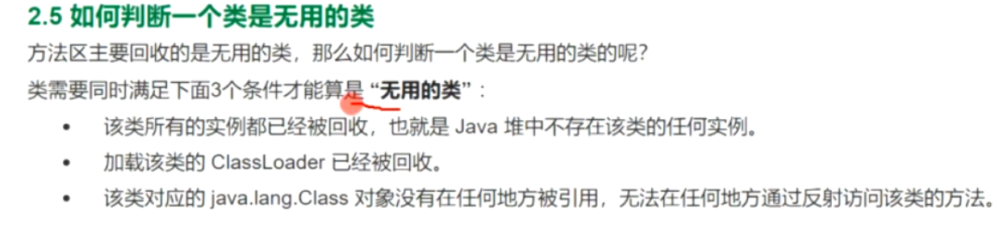 2.5 如何判断一个类是无用的类
方法区主要回收的是无用的类，那么如何判断一个类是无用的类的呢？
类需要同时满足下面3个条件才能算是 “无用的类”：
• 该类所有的实例都已经被回收，也就是 Java 堆中不存在该类的任何实例。
• 加载该类的 ClassLoader 已经被回收。
• 该类对应的 java.lang.Class 对象没有在任何地方被引用，无法在任何地方通过反射访问该类的方法。